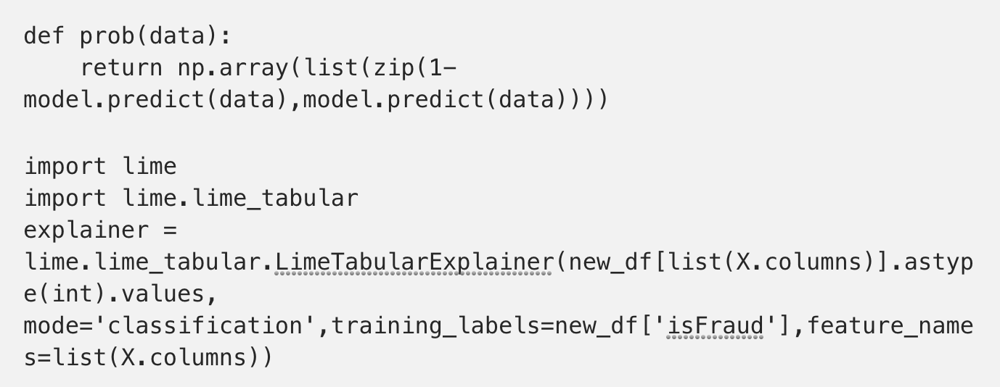 def prob(data):
    return np.array(list(zip(1-
model.predict(data),model.predict(data))))

import lime
import lime.lime_tabular
explainer =
lime.lime_tabular.LimeTabularExplainer(new_df[list(X.columns)].astyp
e(int).values,
mode='classification',training_labels=new_df['isFraud'],feature_name
s=list(X.columns))